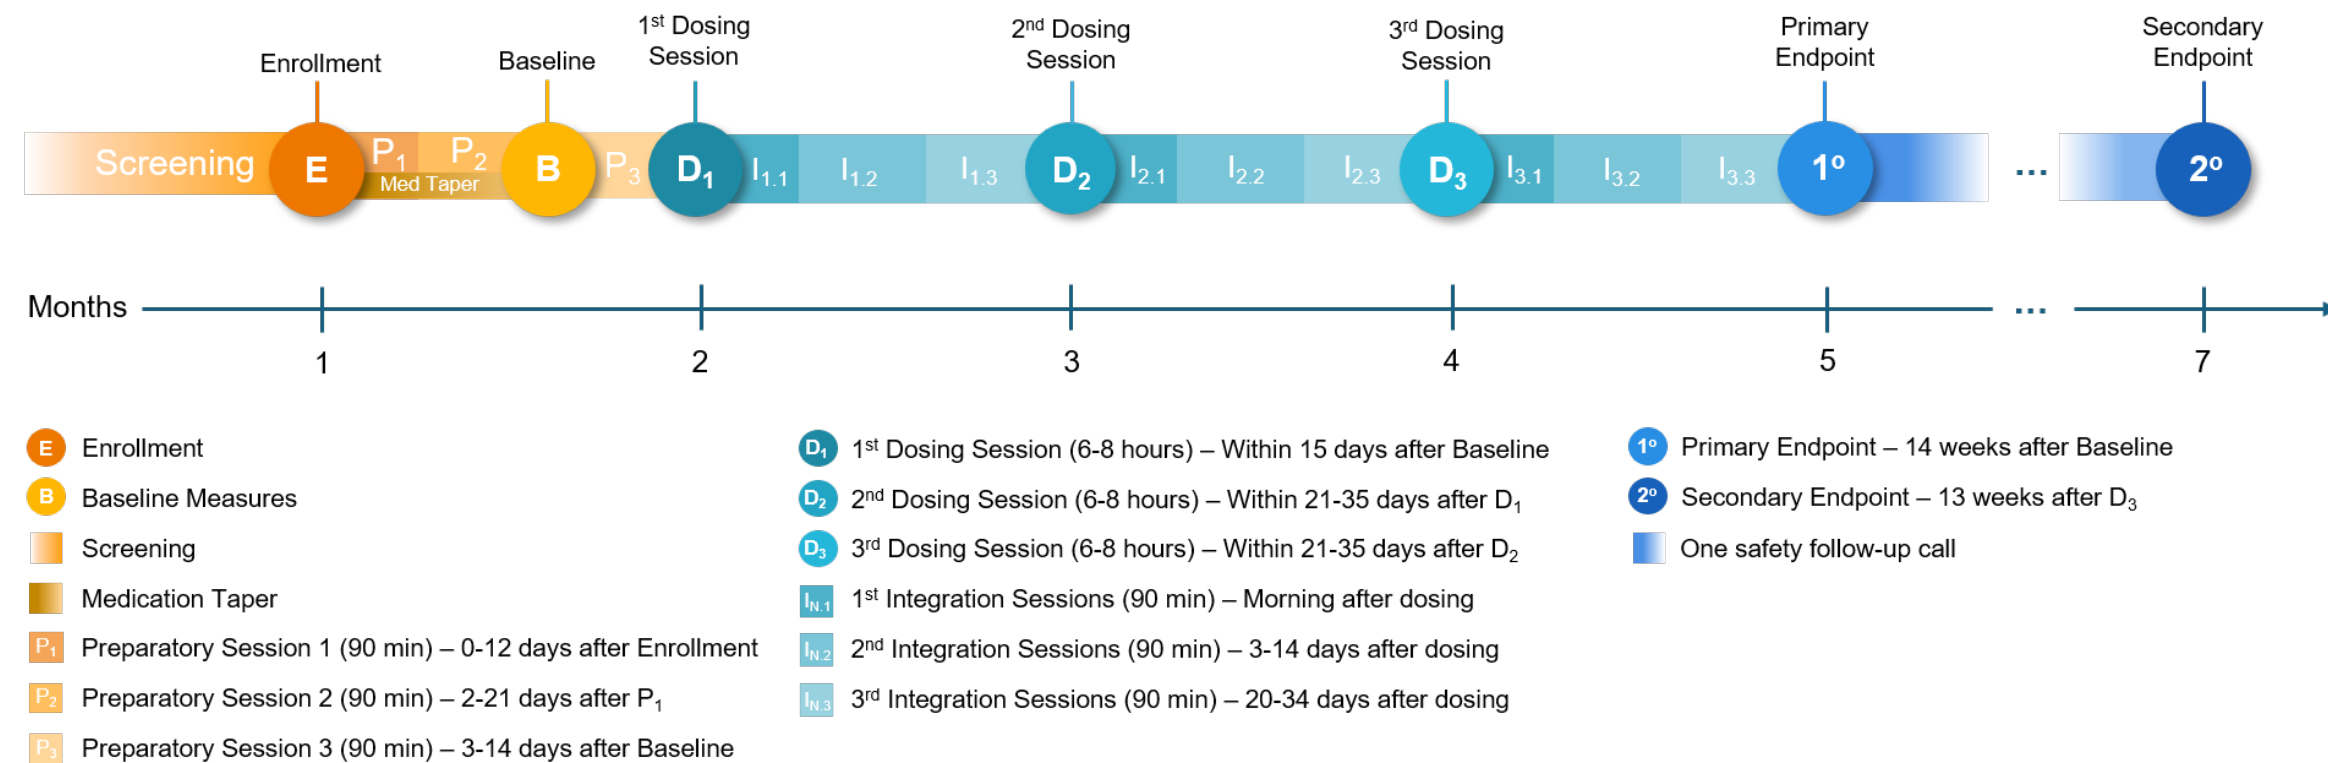 Enrollment
Baseline
1st Dosing
Session
2nd Dosing
Session
3rd Dosing
Session
Primary
Endpoint
Secondary
Endpoint
Screening
E
P1
P2
Med Taper
B
P3
D1
I1.1
I1.2
I1.3
D2
I2.1
I2.2
I2.3
D3
I3.1
I3.2
I3.3
1º
...
2º
Months
...
1
2
3
4
5
7
E Enrollment
B Baseline Measures
Screening
Medication Taper
P1 Preparatory Session 1 (90 min) – 0-12 days after Enrollment
P2 Preparatory Session 2 (90 min) – 2-21 days after P1
P3 Preparatory Session 3 (90 min) – 3-14 days after Baseline
D1 1st Dosing Session (6-8 hours) – Within 15 days after Baseline
D2 2nd Dosing Session (6-8 hours) – Within 21-35 days after D1
D3 3rd Dosing Session (6-8 hours) – Within 21-35 days after D2
IN.1 1st Integration Sessions (90 min) – Morning after dosing
IN.2 2nd Integration Sessions (90 min) – 3-14 days after dosing
IN.3 3rd Integration Sessions (90 min) – 20-34 days after dosing
1º Primary Endpoint – 14 weeks after Baseline
2º Secondary Endpoint – 13 weeks after D3
One safety follow-up call